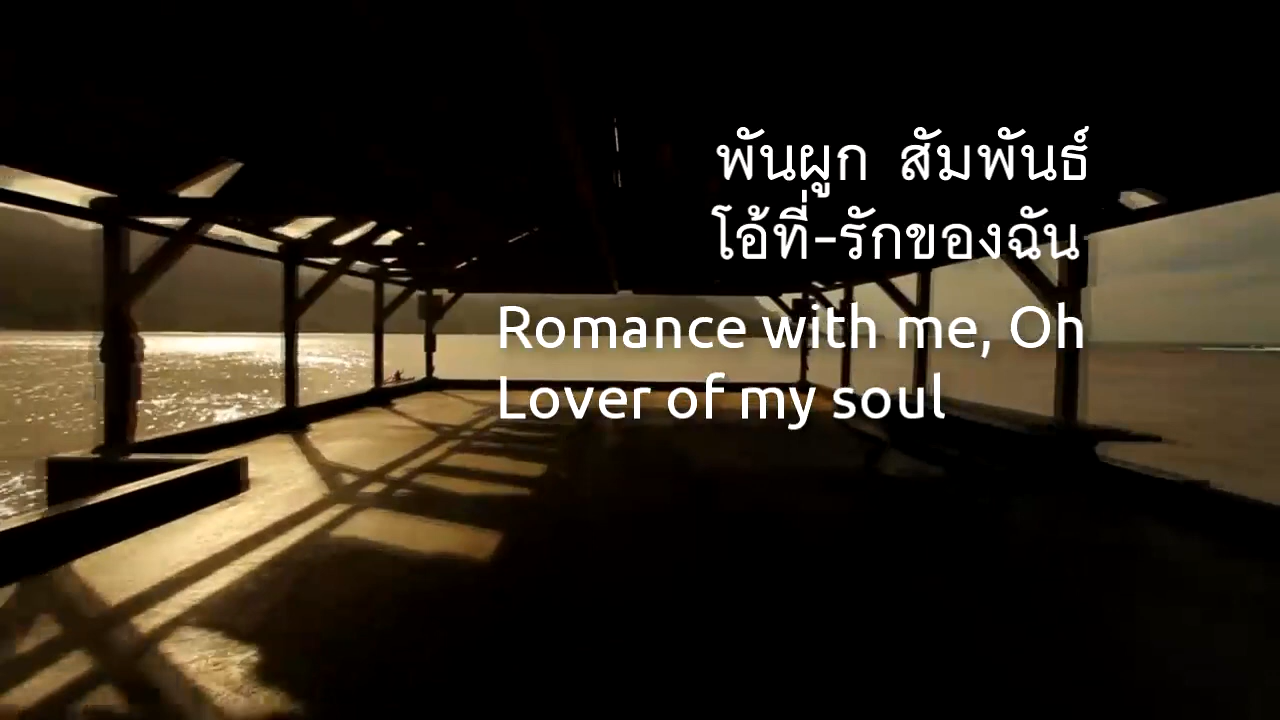 พันผูก สัมพันธ์
โอ้ที่-รักของฉัน
Romance with me, Oh
Lover of my soul